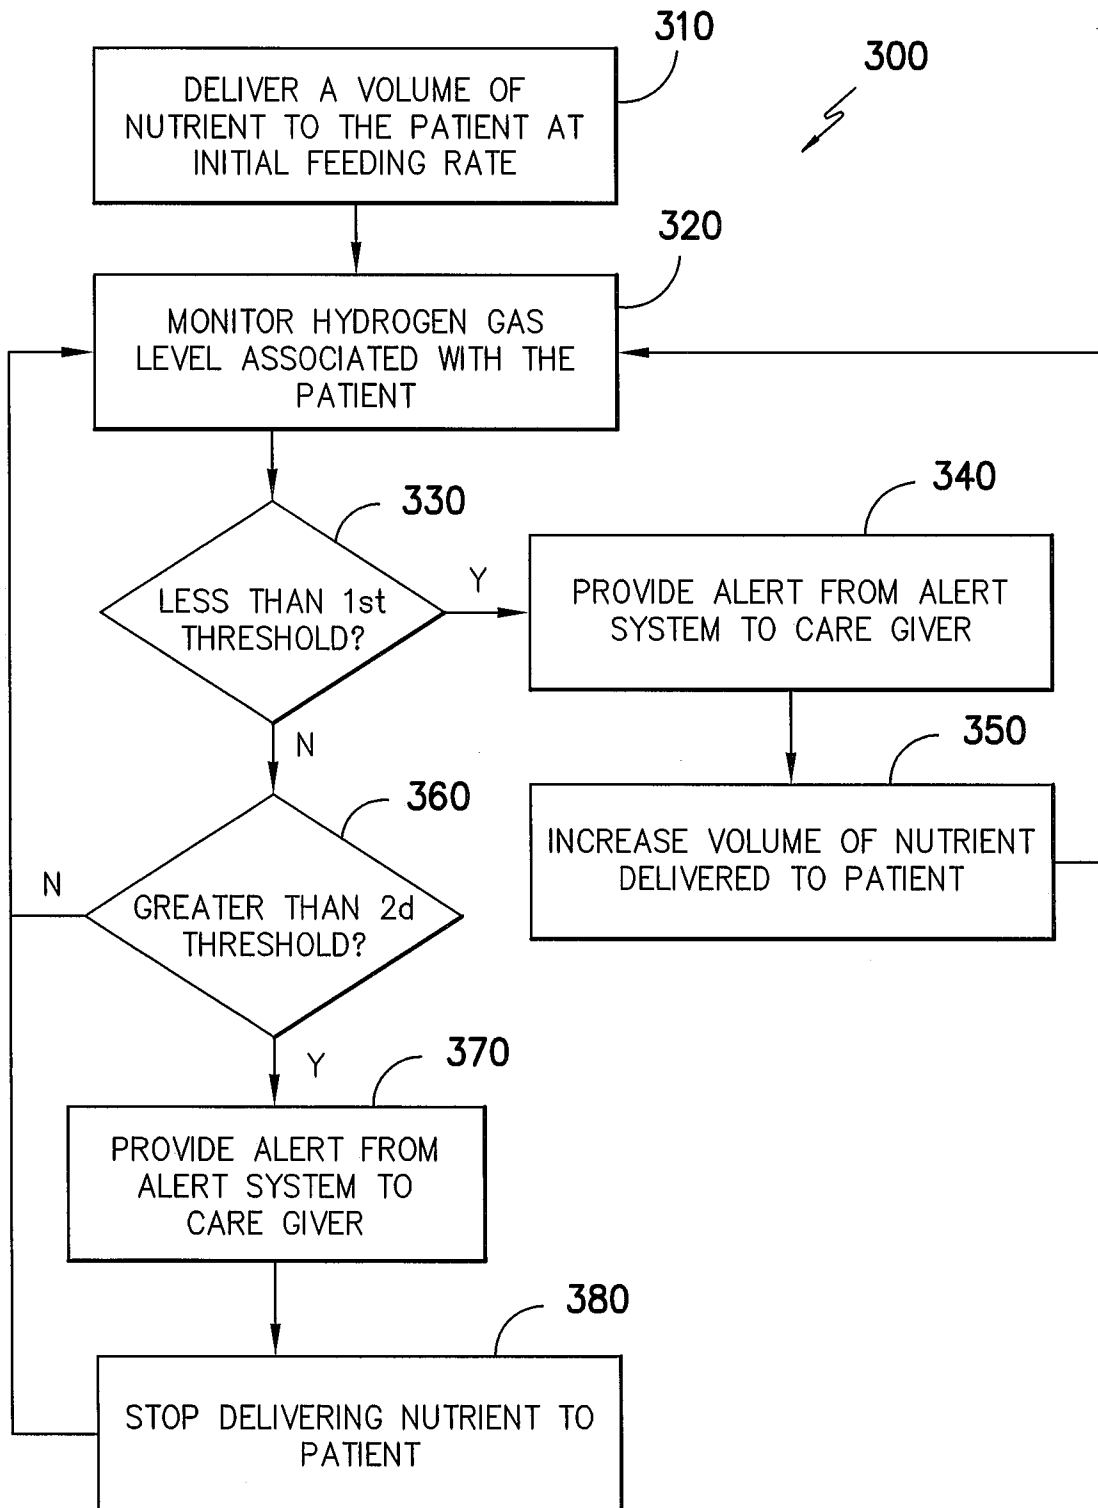 310
300
DELIVER A VOLUME OF
NUTRIENT TO THE PATIENT AT
INITIAL FEEDING RATE
320
MONITOR HYDROGEN GAS
LEVEL ASSOCIATED WITH THE
PATIENT
330
LESS THAN 1st
THRESHOLD?
Y
340
PROVIDE ALERT FROM ALERT
SYSTEM TO CARE GIVER
N
350
INCREASE VOLUME OF NUTRIENT
DELIVERED TO PATIENT
360
GREATER THAN 2d
THRESHOLD?
N
Y
370
PROVIDE ALERT FROM
ALERT SYSTEM TO
CARE GIVER
380
STOP DELIVERING NUTRIENT TO
PATIENT